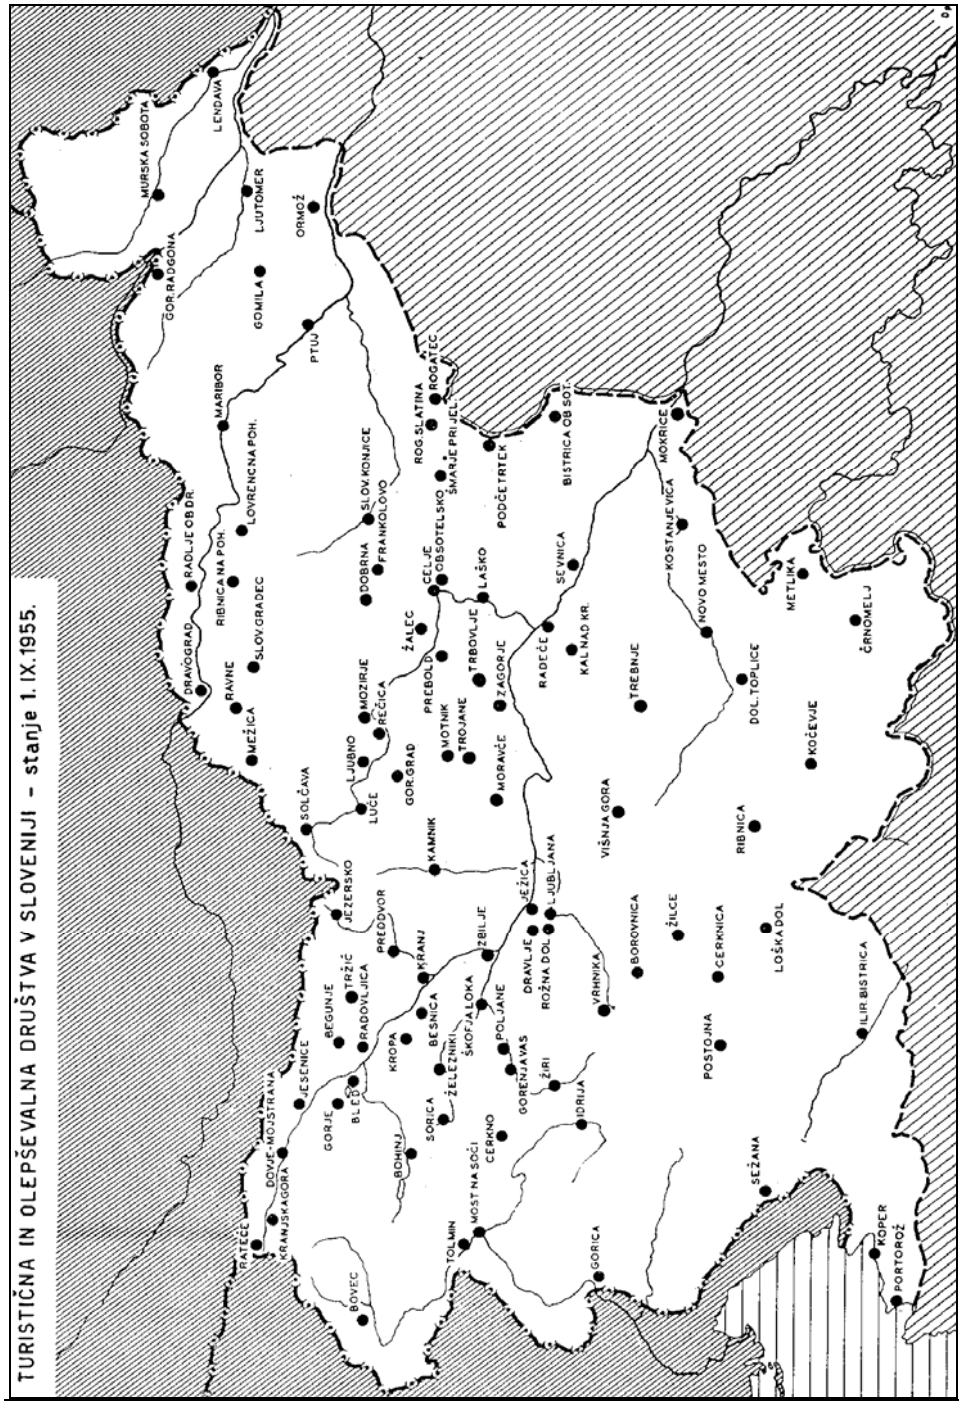 TURISTIČNA IN OLEPŠEVALNA DRUŠTVA V SLOVENIJI - stanje 1.IX.1955.
RATEČE
KRANJSKA GORA
DOVJE-MOJSTRANA
JESENICE
GORJE
BLED
BEGUNJE
TRŽIČ
RADOVLJICA
JEZERSKO
PREDDVOR
KRANJ
BESNICA
KROPA
BOHINJ
BOVEC
SORICA
ŽELEZNIKI
ŠKOFJA LOKA
ZBILJE
POLJANE
GORENJA VAS
CERKNO
MOST NA SOČI
TOLMIN
ŽIRI
IDRIJA
GORICA
SOLČAVA
LUČE
LJUBNO
GOR.GRAD
REČICA
MOZIRJE
KAMNIK
MOTNIK
TROJANE
MORAVČE
JEŽICA
LJUBLJANA
DRAVLJE
ROŽNA DOL
VRHNIKA
BOROVNICA
ŽILCE
CERKNICA
LOŠKA DOL
POSTOJNA
ILIR.BISTRICA
SEŽANA
KOPER
PORTOROŽ
MEŽICA
RAVNE
DRAVOGRAD
SLOV.GRADEC
RADLJE OB DR.
RIBNICA NA POH.
LOVRENC NA POH.
MARIBOR
DOBRNA
FRANKOLOVO
SLOV.KONJICE
ŽALEC
PREBOLD
CELJE
OBSOTELSKO
LAŠKO
TRBOVLJE
ZAGORJE
RADEČE
KAL NAD KR.
SEVNICA
ROG.SLATINA
ROGATEC
ŠMARJE PRI JEL.
PODČETRTEK
BISTRICA OB SOT.
MOKRICE
KOSTANJEVICA
NOVO MESTO
TREBNJE
DOL. TOPLICE
VIŠNJA GORA
RIBNICA
KOČEVJE
METLIKA
ČRNOMELJ
PTUJ
GOMILA
GOR. RADGONA
LJUTOMER
ORMOŽ
MURSKA SOBOTA
LENDAVA